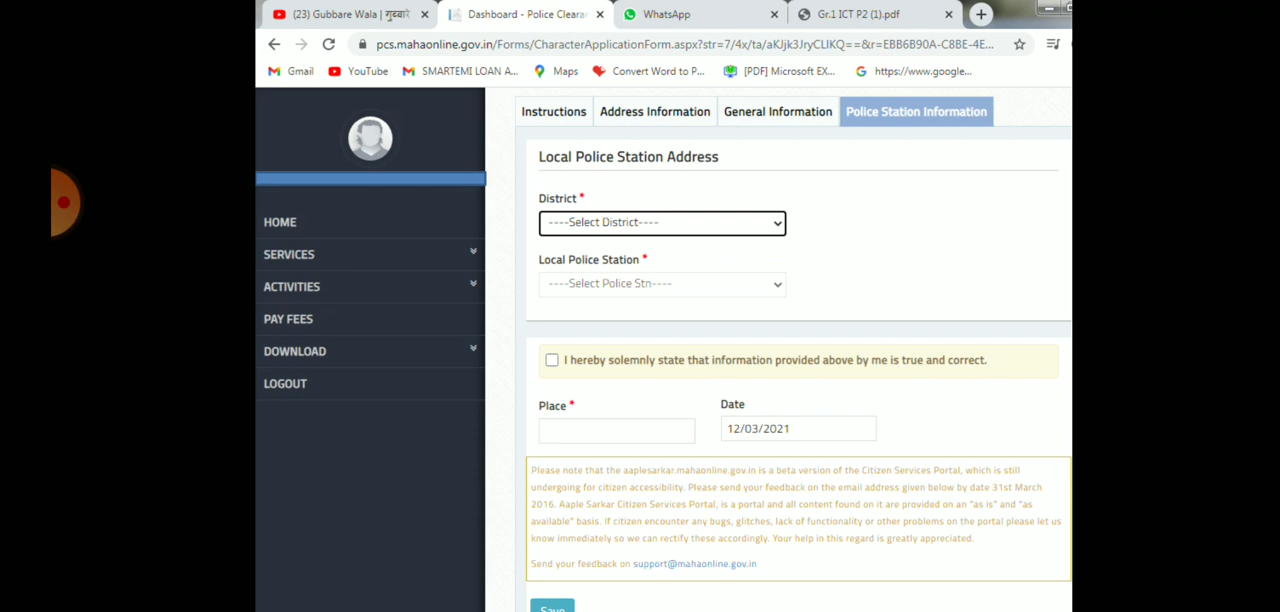 (23) Gubbare Wala | गुब्बारे
Dashboard - Police Clearan
WhatsApp
Gr.1 ICT P2 (1).pdf
pcs.mahaonline.gov.in/Forms/CharacterApplicationForm.aspx?str=7/4x/ta/aKJjk3JryCLIKQ==&r=EBB6B90A-C8BE-4E...
Gmail
YouTube
SMARTEMI LOAN A...
Maps
Convert Word to P...
[PDF] Microsoft EX...
https://www.google...
Instructions
Address Information
General Information
Police Station Information
HOME
SERVICES
ACTIVITIES
PAY FEES
DOWNLOAD
LOGOUT
Local Police Station Address
District *
----Select District----
Local Police Station *
----Select Police Stn----
I hereby solemnly state that information provided above by me is true and correct.
Place *
Date
12/03/2021
Please note that the aaplesarkar.mahaonline.gov.in is a beta version of the Citizen Services Portal, which is still
undergoing for citizen accessibility. Please send your feedback on the email address given below by date 31st March
2016. Aaple Sarkar Citizen Services Portal, is a portal and all content found on it are provided on an "as is" and "as
available" basis. If citizen encounter any bugs, glitches, lack of functionality or other problems on the portal please let us
know immediately so we can rectify these accordingly. Your help in this regard is greatly appreciated.
Send your feedback on support@mahaonline.gov.in
Save